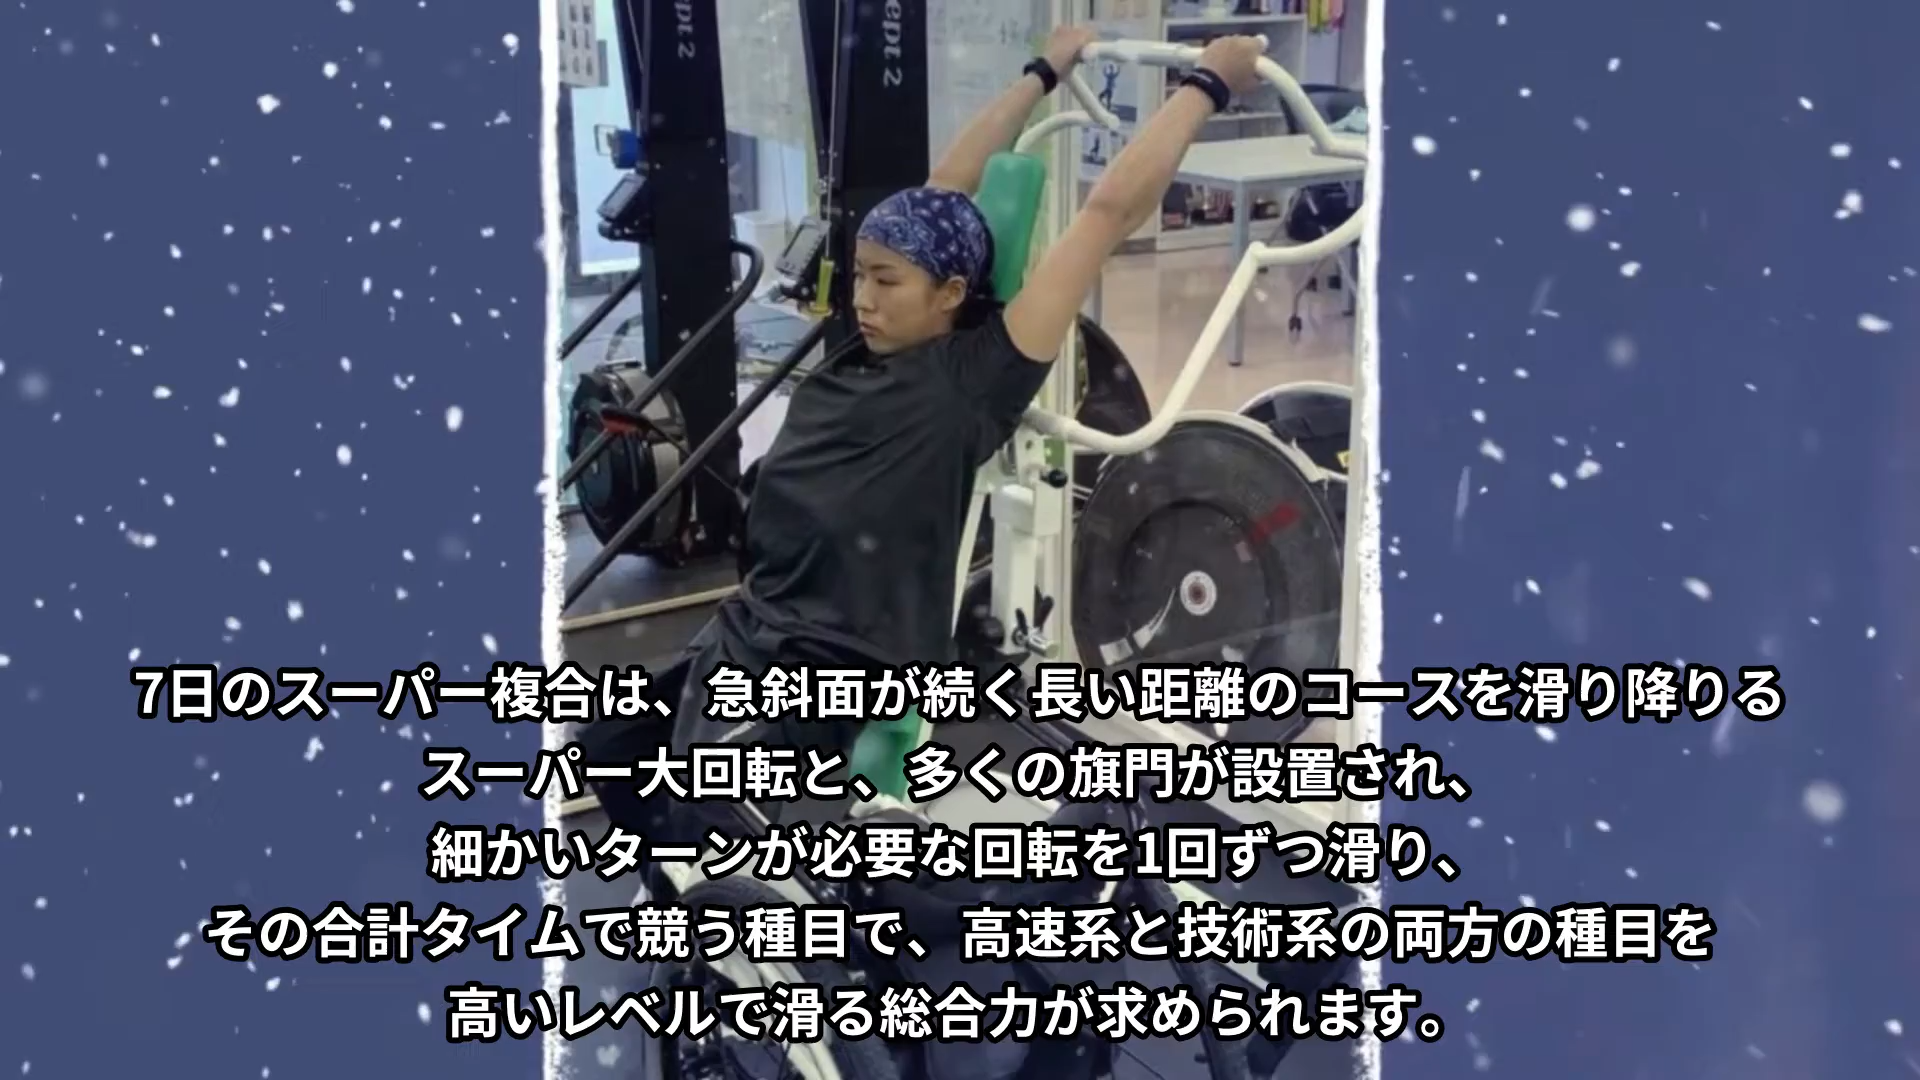 ept 2
ept 2
7日のスーパー複合は、急斜面が続く長い距離のコースを滑り降りる
スーパー大回転と、多くの旗門が設置され、
細かいターンが必要な回転を1回ずつ滑り、
その合計タイムで競う種目で、高速系と技術系の両方の種目を
高いレベルで滑る総合力が求められます。